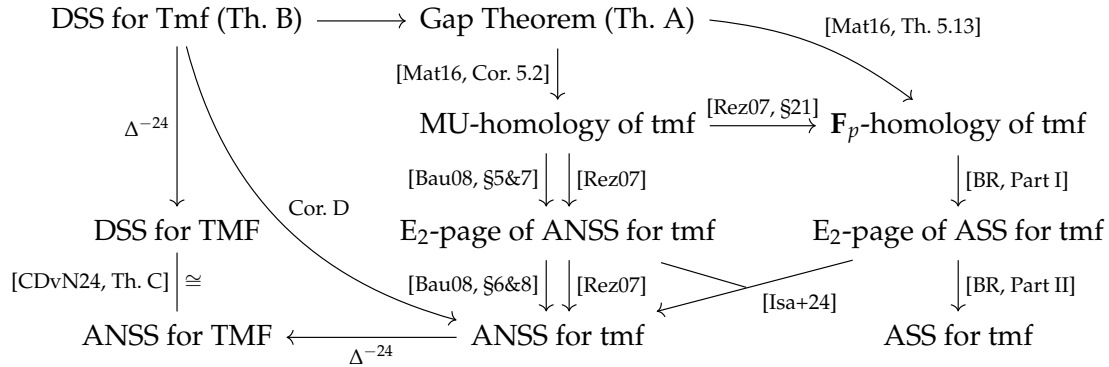 DSS for Tmf (Th. B) Gap Theorem (Th. A)
[Mat16, Th. 5.13]
[Mat16, Cor. 5.2]
Δ⁻²⁴ MU-homology of tmf [Rez07, §21] F_p-homology of tmf
[Bau08, §5&7] [Rez07] [BR, Part I]
Cor. D
DSS for TMF E₂-page of ANSS for tmf E₂-page of ASS for tmf
[CDvN24, Th. C] ≅ [Bau08, §6&8] [Rez07] [Isa+24] [BR, Part II]
ANSS for TMF ANSS for tmf ASS for tmf
Δ⁻²⁴